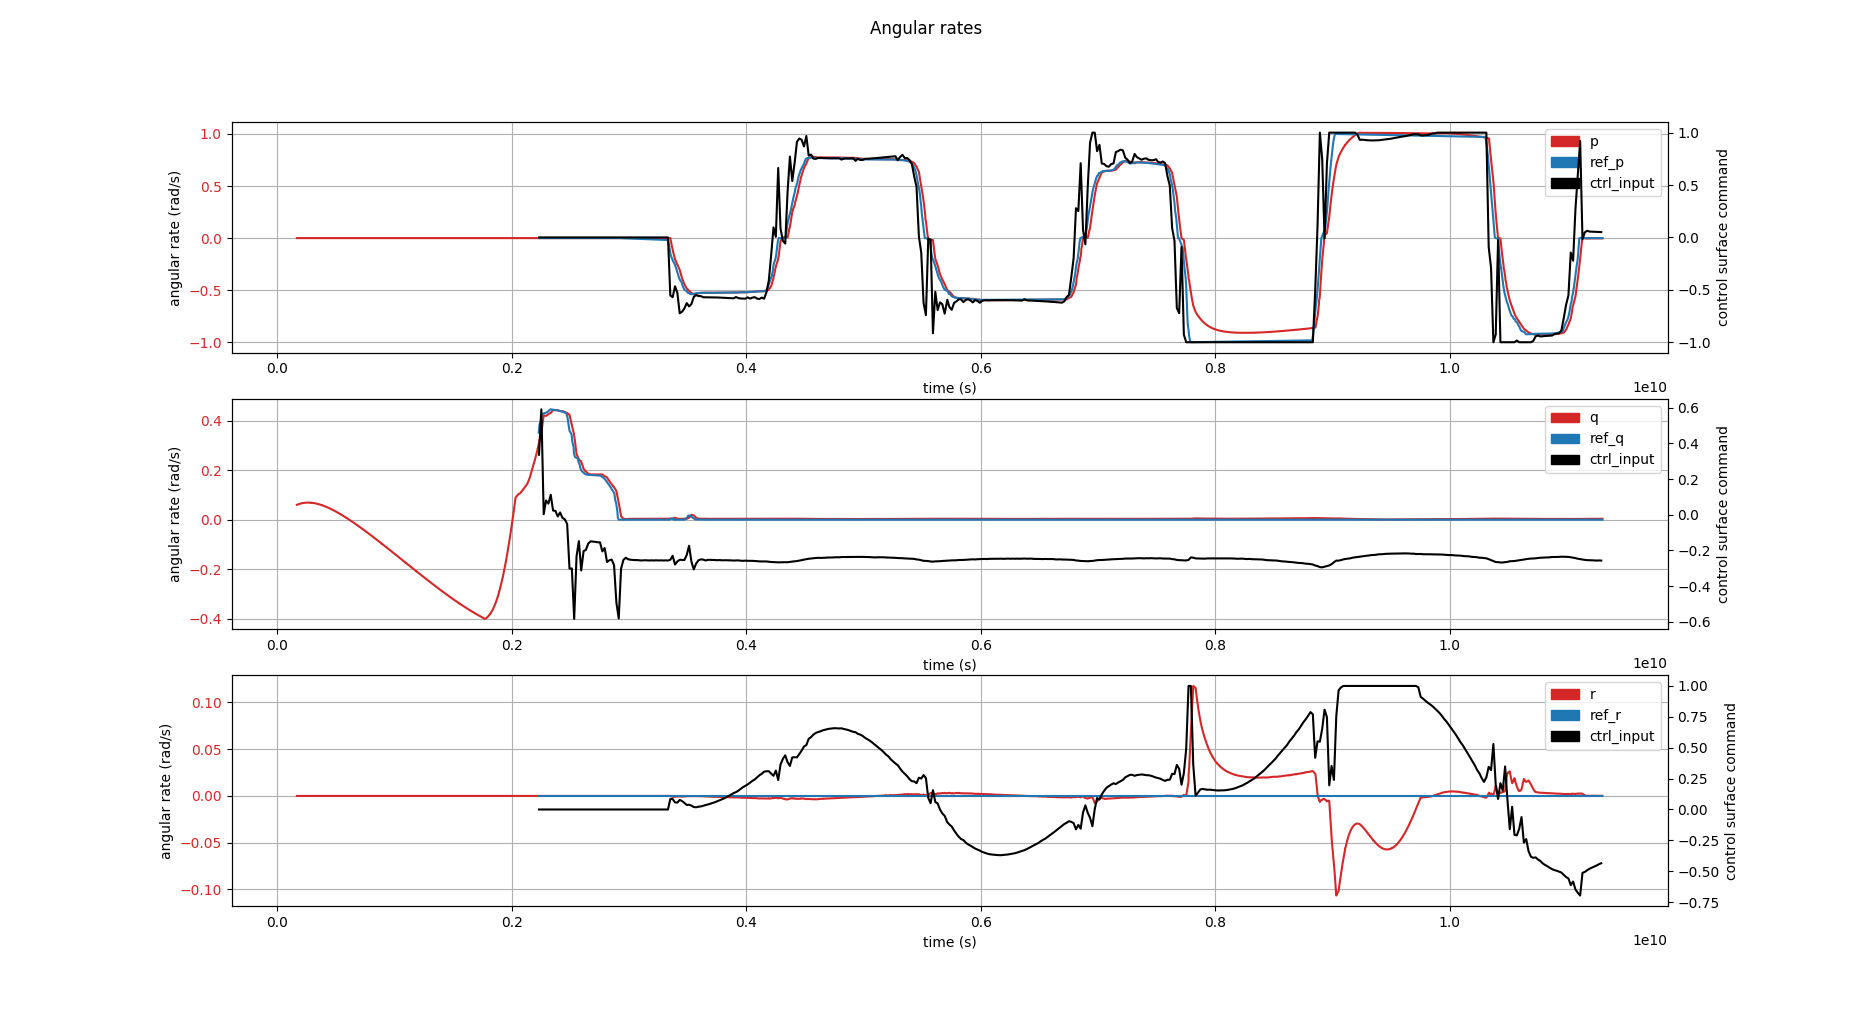 Angular rates
1.0
0.5
0.0
−0.5
−1.0
angular rate (rad/s)
p
ref_p
ctrl_input
1.0
0.5
0.0
−0.5
−1.0
control surface command
0.0 0.2 0.4 0.6 0.8 1.0
time (s)
1e10
0.4
0.2
0.0
−0.2
−0.4
angular rate (rad/s)
q
ref_q
ctrl_input
0.6
0.4
0.2
0.0
−0.2
−0.4
−0.6
control surface command
0.0 0.2 0.4 0.6 0.8 1.0
time (s)
1e10
0.10
0.05
0.00
−0.05
−0.10
angular rate (rad/s)
r
ref_r
ctrl_input
1.00
0.75
0.50
0.25
0.00
−0.25
−0.50
−0.75
control surface command
0.0 0.2 0.4 0.6 0.8 1.0
time (s)
1e10